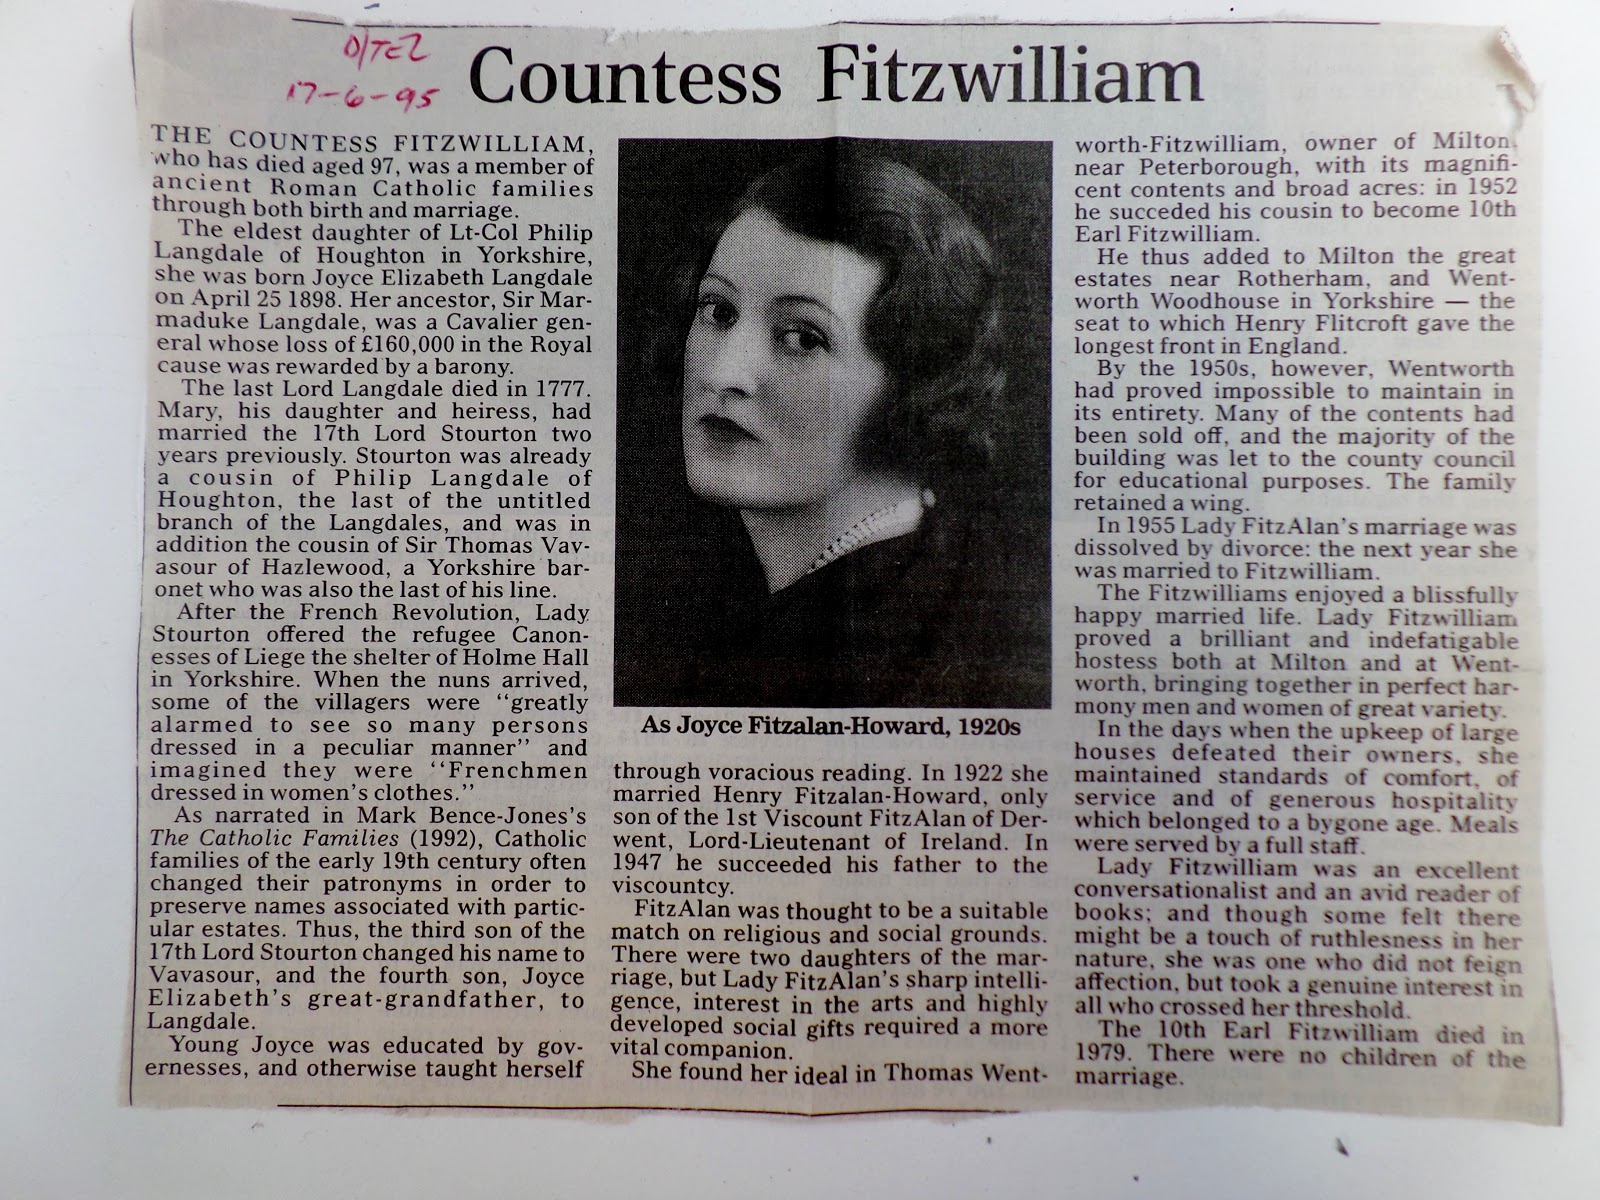 D/TEL
17-6-95
Countess Fitzwilliam
THE COUNTESS FITZWILLIAM,
who has died aged 97, was a member of
ancient Roman Catholic families
through both birth and marriage.
The eldest daughter of Lt-Col Philip
Langdale of Houghton in Yorkshire,
she was born Joyce Elizabeth Langdale
on April 25 1898. Her ancestor, Sir Mar-
maduke Langdale, was a Cavalier gen-
eral whose loss of £160,000 in the Royal
cause was rewarded by a barony.
The last Lord Langdale died in 1777.
Mary, his daughter and heiress, had
married the 17th Lord Stourton two
years previously. Stourton was already
a cousin of Philip Langdale of
Houghton, the last of the untitled
branch of the Langdales, and was in
addition the cousin of Sir Thomas Vav-
asour of Hazlewood, a Yorkshire bar-
onet who was also the last of his line.
After the French Revolution, Lady
Stourton offered the refugee Canon-
esses of Liege the shelter of Holme Hall
in Yorkshire. When the nuns arrived,
some of the villagers were "greatly
alarmed to see so many persons
dressed in a peculiar manner" and
imagined they were "Frenchmen
dressed in women's clothes."
As narrated in Mark Bence-Jones's
The Catholic Families (1992), Catholic
families of the early 19th century often
changed their patronyms in order to
preserve names associated with partic-
ular estates. Thus, the third son of the
17th Lord Stourton changed his name to
Vavasour, and the fourth son, Joyce
Elizabeth's great-grandfather, to
Langdale.
Young Joyce was educated by gov-
ernesses, and otherwise taught herself
As Joyce Fitzalan-Howard, 1920s
through voracious reading. In 1922 she
married Henry Fitzalan-Howard, only
son of the 1st Viscount FitzAlan of Der-
went, Lord-Lieutenant of Ireland. In
1947 he succeeded his father to the
viscountcy.
FitzAlan was thought to be a suitable
match on religious and social grounds.
There were two daughters of the mar-
riage, but Lady FitzAlan's sharp intelli-
gence, interest in the arts and highly
developed social gifts required a more
vital companion.
She found her ideal in Thomas Went-
worth-Fitzwilliam, owner of Milton,
near Peterborough, with its magnifi-
cent contents and broad acres: in 1952
he succeded his cousin to become 10th
Earl Fitzwilliam.
He thus added to Milton the great
estates near Rotherham, and Went-
worth Woodhouse in Yorkshire — the
seat to which Henry Flitcroft gave the
longest front in England.
By the 1950s, however, Wentworth
had proved impossible to maintain in
its entirety. Many of the contents had
been sold off, and the majority of the
building was let to the county council
for educational purposes. The family
retained a wing.
In 1955 Lady FitzAlan's marriage was
dissolved by divorce: the next year she
was married to Fitzwilliam.
The Fitzwilliams enjoyed a blissfully
happy married life. Lady Fitzwilliam
proved a brilliant and indefatigable
hostess both at Milton and at Went-
worth, bringing together in perfect har-
mony men and women of great variety.
In the days when the upkeep of large
houses defeated their owners, she
maintained standards of comfort, of
service and of generous hospitality
which belonged to a bygone age. Meals
were served by a full staff.
Lady Fitzwilliam was an excellent
conversationalist and an avid reader of
books; and though some felt there
might be a touch of ruthlesness in her
nature, she was one who did not feign
affection, but took a genuine interest in
all who crossed her threshold.
The 10th Earl Fitzwilliam died in
1979. There were no children of the
marriage.